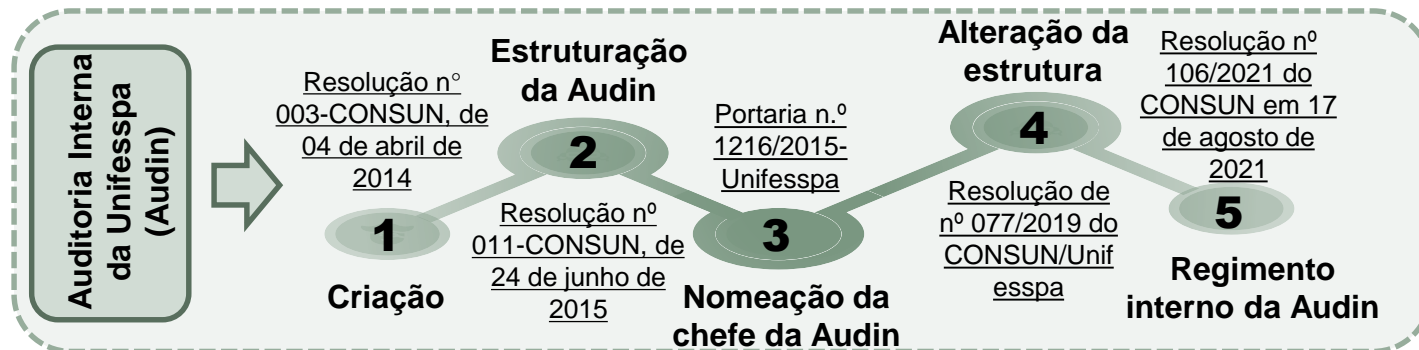 Auditoria Interna
da Unifesspa
(Audin)
Resolução n°
003-CONSUN, de
04 de abril de
2014
1
Criação
Estruturação
da Audin
2
Resolução nº
011-CONSUN, de
24 de junho de
2015
Portaria n.º
1216/2015-
Unifesspa
3
Nomeação da
chefe da Audin
Alteração da
estrutura
4
Resolução de
nº 077/2019 do
CONSUN/Unif
esspa
Resolução nº
106/2021 do
CONSUN em 17
de agosto de
2021
5
Regimento
interno da Audin